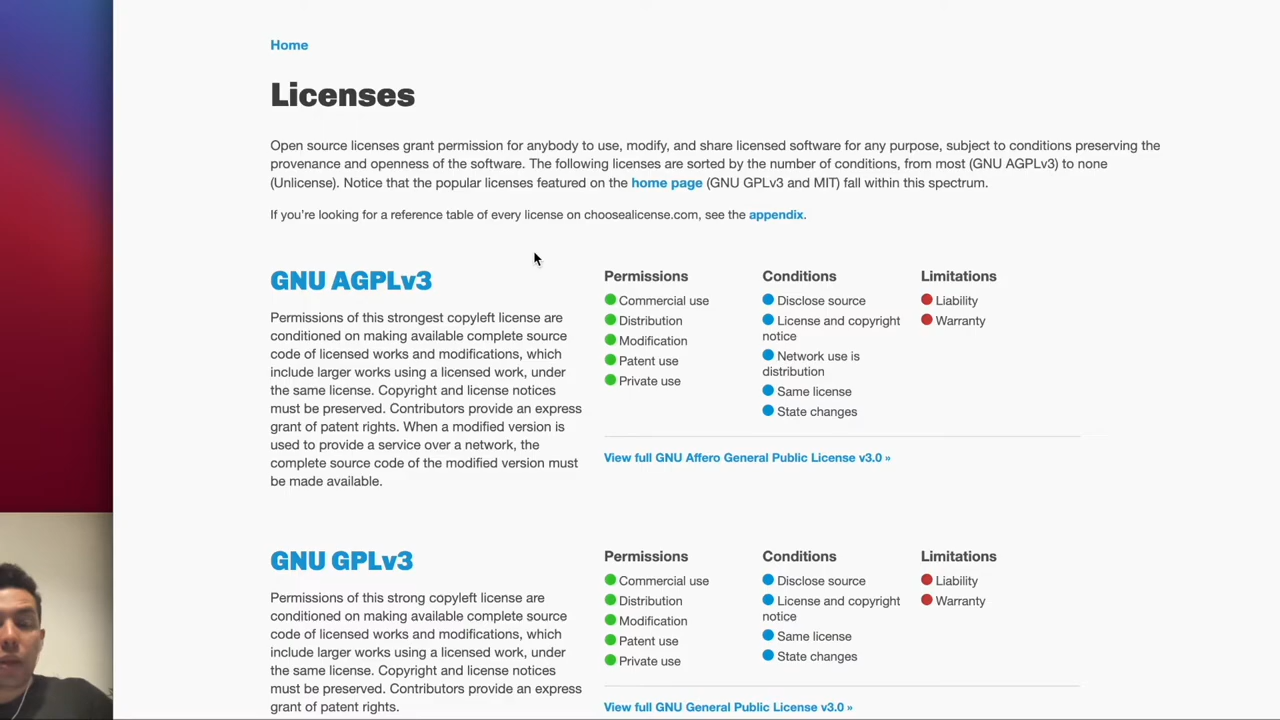 Home
Licenses
Open source licenses grant permission for anybody to use, modify, and share licensed software for any purpose, subject to conditions preserving the
provenance and openness of the software. The following licenses are sorted by the number of conditions, from most (GNU AGPLv3) to none
(Unlicense). Notice that the popular licenses featured on the home page (GNU GPLv3 and MIT) fall within this spectrum.
If you're looking for a reference table of every license on choosealicense.com, see the appendix.
GNU AGPLv3
Permissions of this strongest copyleft license are
conditioned on making available complete source
code of licensed works and modifications, which
include larger works using a licensed work, under
the same license. Copyright and license notices
must be preserved. Contributors provide an express
grant of patent rights. When a modified version is
used to provide a service over a network, the
complete source code of the modified version must
be made available.
Permissions
Commercial use
Distribution
Modification
Patent use
Private use
Conditions
Disclose source
License and copyright
notice
Network use is
distribution
Same license
State changes
Limitations
Liability
Warranty
View full GNU Affero General Public License v3.0 »
GNU GPLv3
Permissions of this strong copyleft license are
conditioned on making available complete source
code of licensed works and modifications, which
include larger works using a licensed work, under
the same license. Copyright and license notices
must be preserved. Contributors provide an express
grant of patent rights.
Permissions
Commercial use
Distribution
Modification
Patent use
Private use
Conditions
Disclose source
License and copyright
notice
Same license
State changes
Limitations
Liability
Warranty
View full GNU General Public License v3.0 »